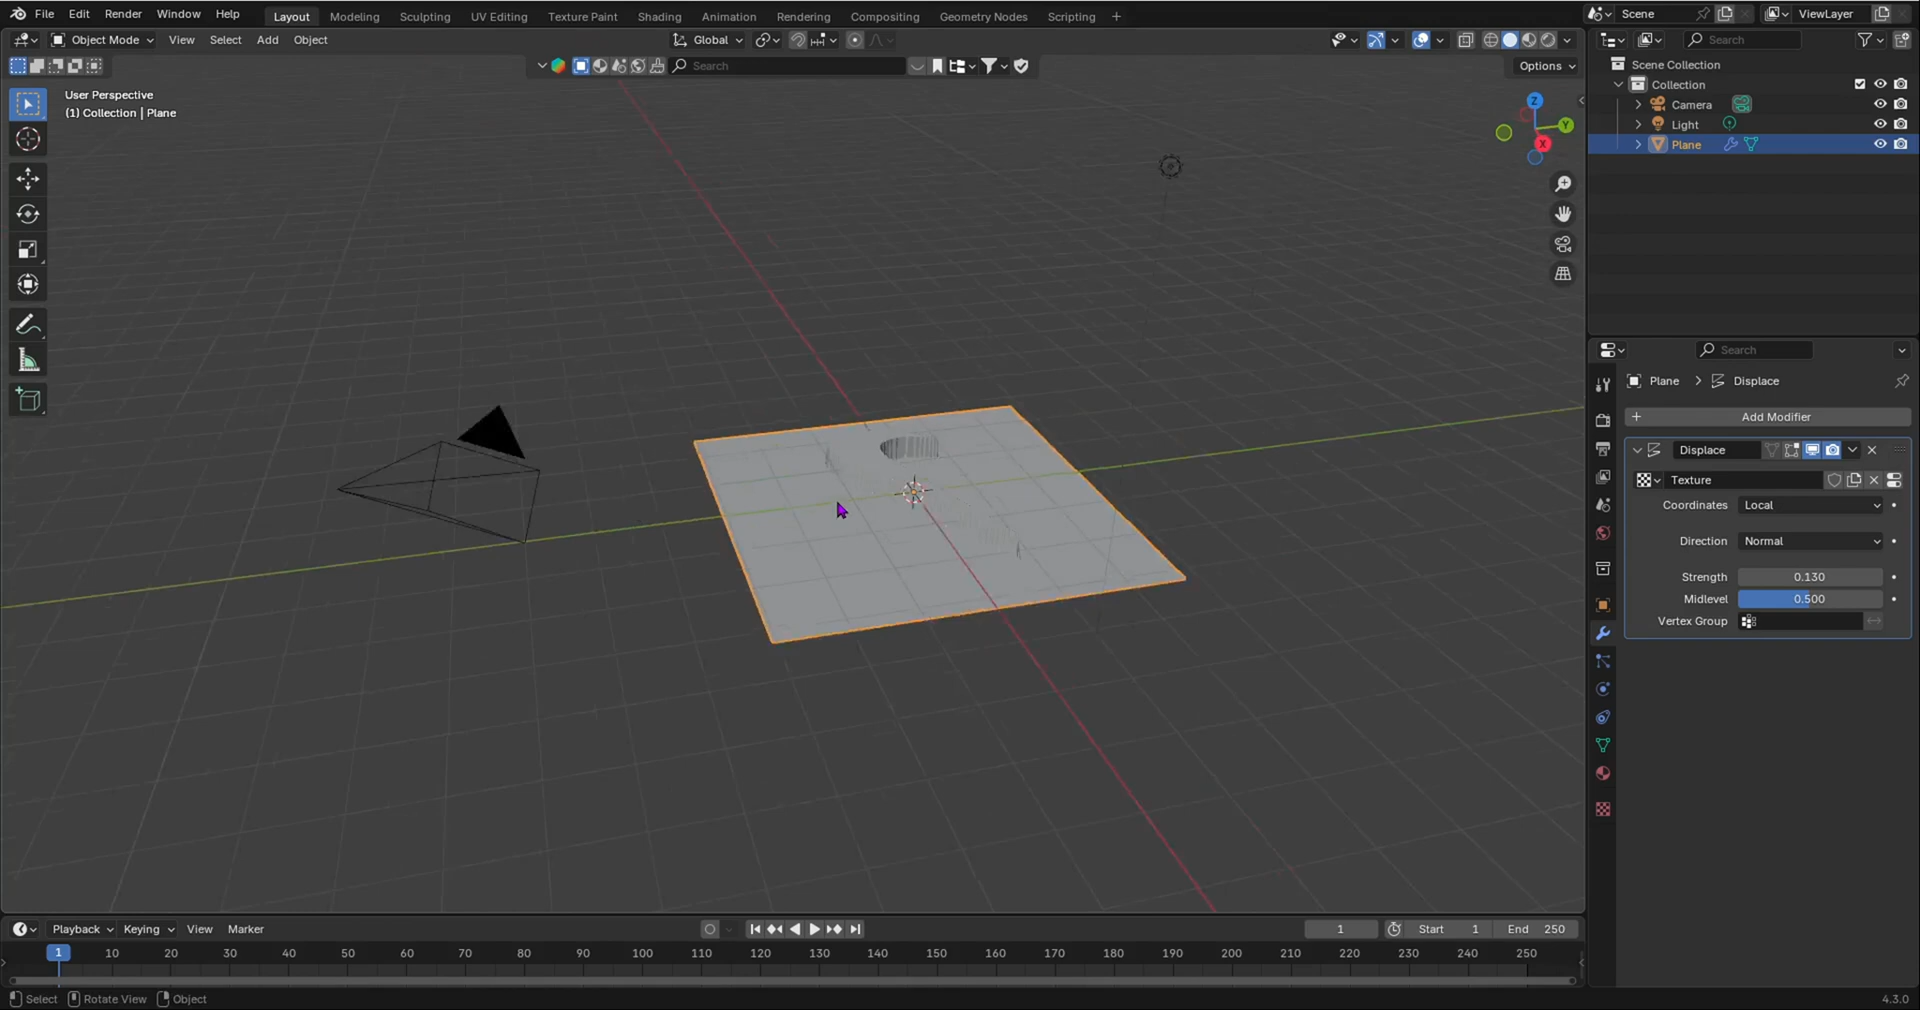 File Edit Render Window Help Layout Modeling Sculpting UV Editing Texture Paint Shading Animation Rendering Compositing Geometry Nodes Scripting + Scene ViewLayer
Object Mode View Select Add Object Global Search
Search Options
User Perspective
(1) Collection | Plane
Z
Y
X
Scene Collection
Collection
Camera
Light
Plane
Search
Plane > Displace
+ Add Modifier
Displace
Texture
Coordinates Local
Direction Normal
Strength 0.130
Midlevel 0.500
Vertex Group
Playback Keying View Marker 1 Start 1 End 250
1 10 20 30 40 50 60 70 80 90 100 110 120 130 140 150 160 170 180 190 200 210 220 230 240 250
Select Rotate View Object 4.3.0